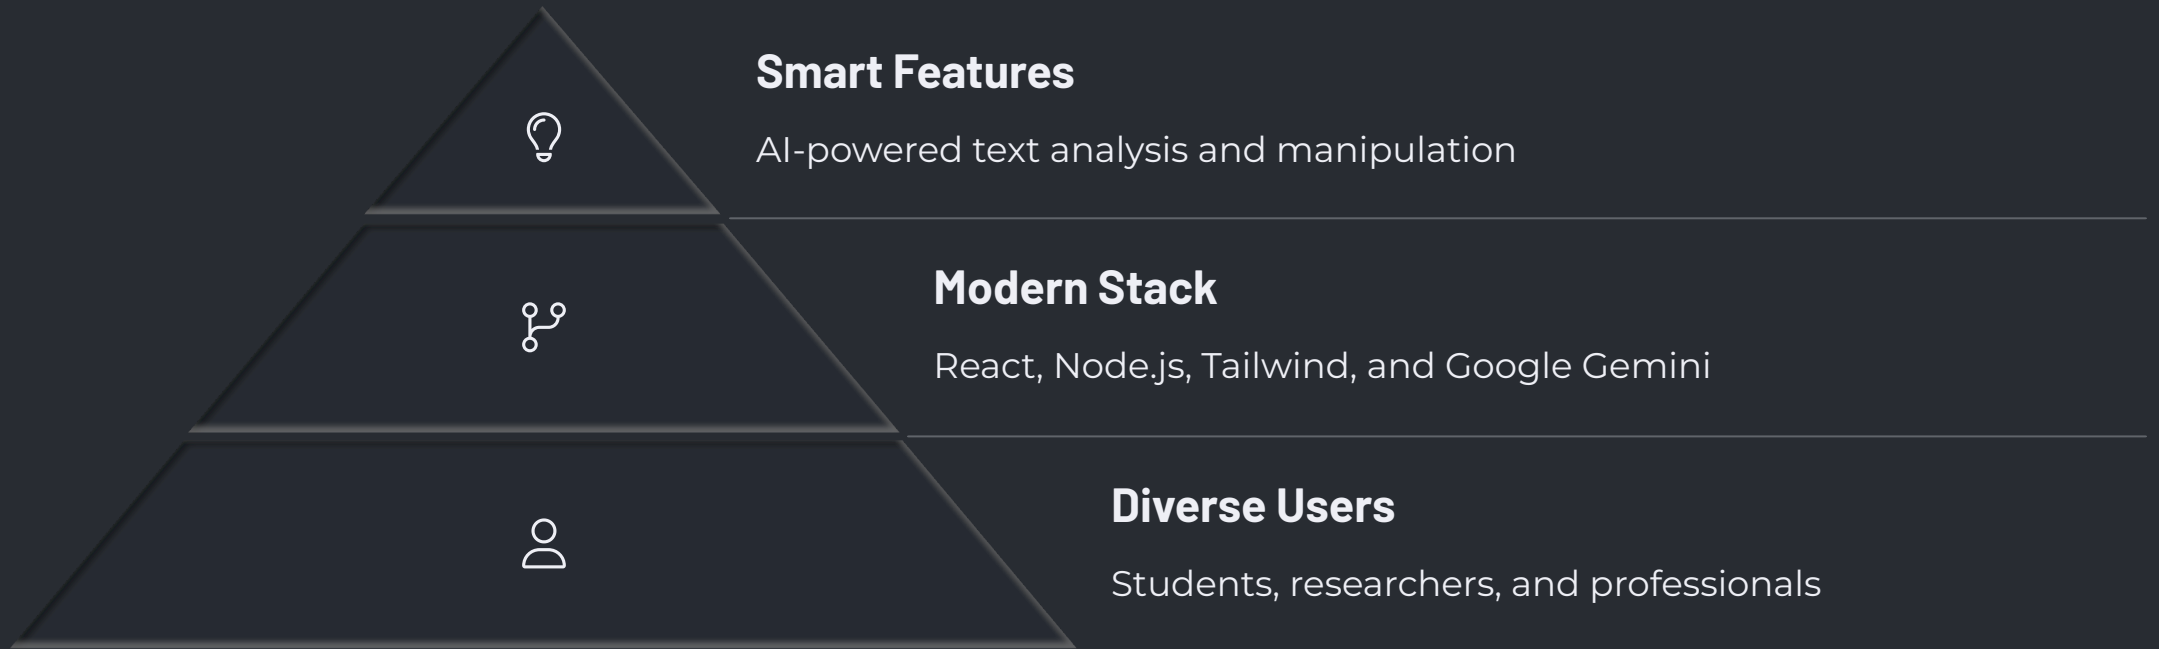 Smart Features
AI-powered text analysis and manipulation
Modern Stack
React, Node.js, Tailwind, and Google Gemini
Diverse Users
Students, researchers, and professionals